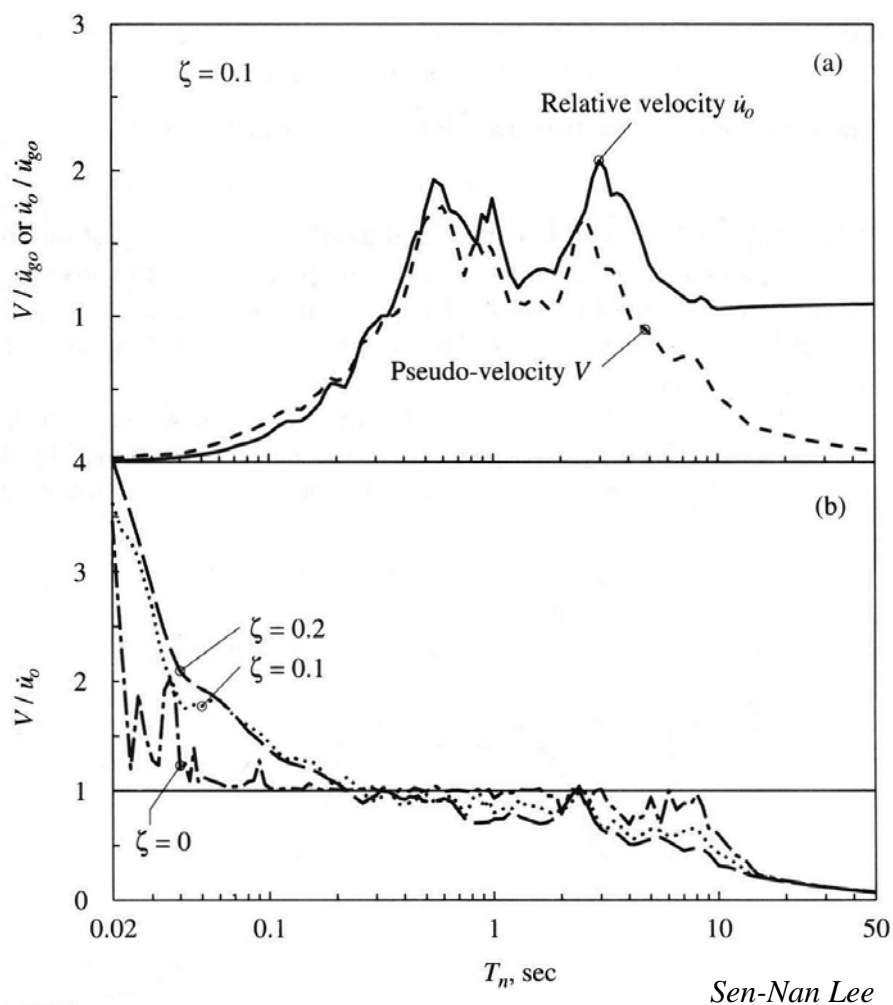 3
(a)
ζ = 0.1
Relative velocity u̇ₒ
2
V / u̇gₒ or u̇ₒ / u̇gₒ
1
Pseudo-velocity V
4
(b)
3
ζ = 0.2
ζ = 0.1
2
V / u̇ₒ
1
ζ = 0
0
0.02 0.1 1 10 50
Tₙ, sec
Sen-Nan Lee